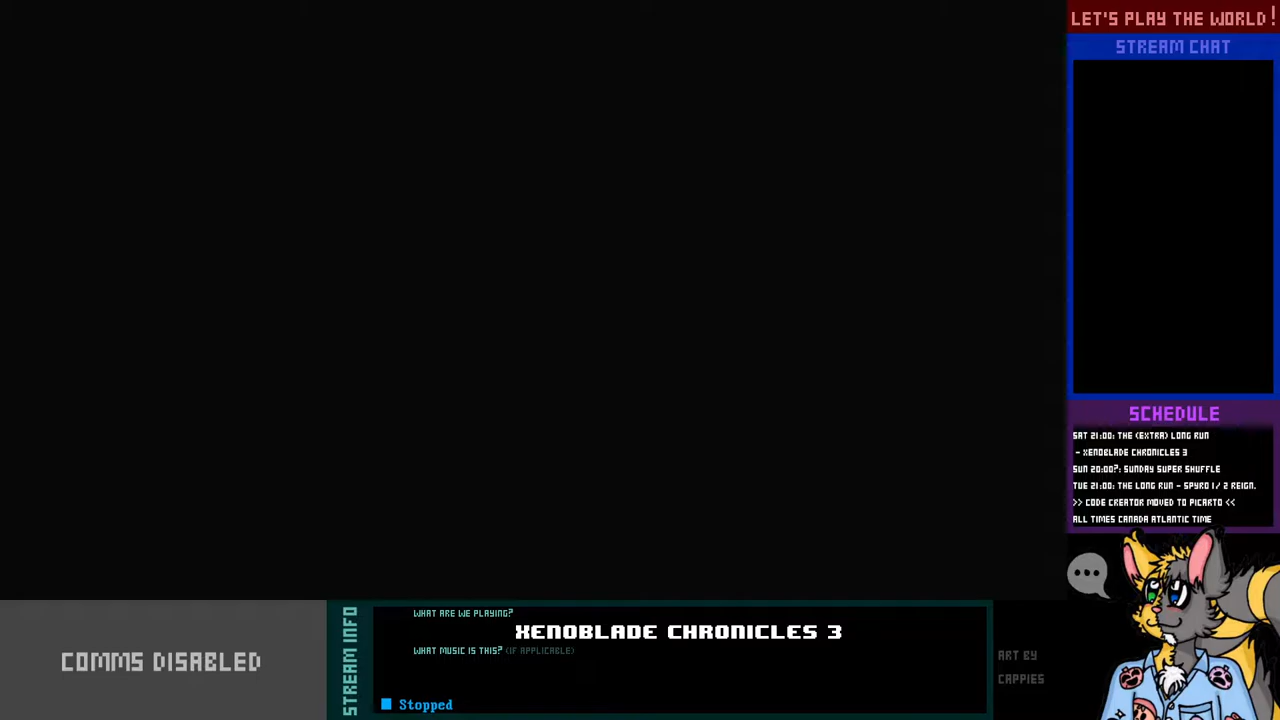 LET'S PLAY THE WORLD!
STREAM CHAT
SCHEDULE
SAT 21:00: THE (EXTRA) LONG RUN
- XENOBLADE CHRONICLES 3
SUN 20:00?: SUNDAY SUPER SHUFFLE
TUE 21:00: THE LONG RUN - SPYRO 1/2 REIGN.
>> CODE CREATOR MOVED TO PICARTO <<
ALL TIMES CANADA ATLANTIC TIME
COMMS DISABLED
STREAM INFO
WHAT ARE WE PLAYING?
XENOBLADE CHRONICLES 3
WHAT MUSIC IS THIS? (IF APPLICABLE)
Stopped
ART BY
CAPPIES